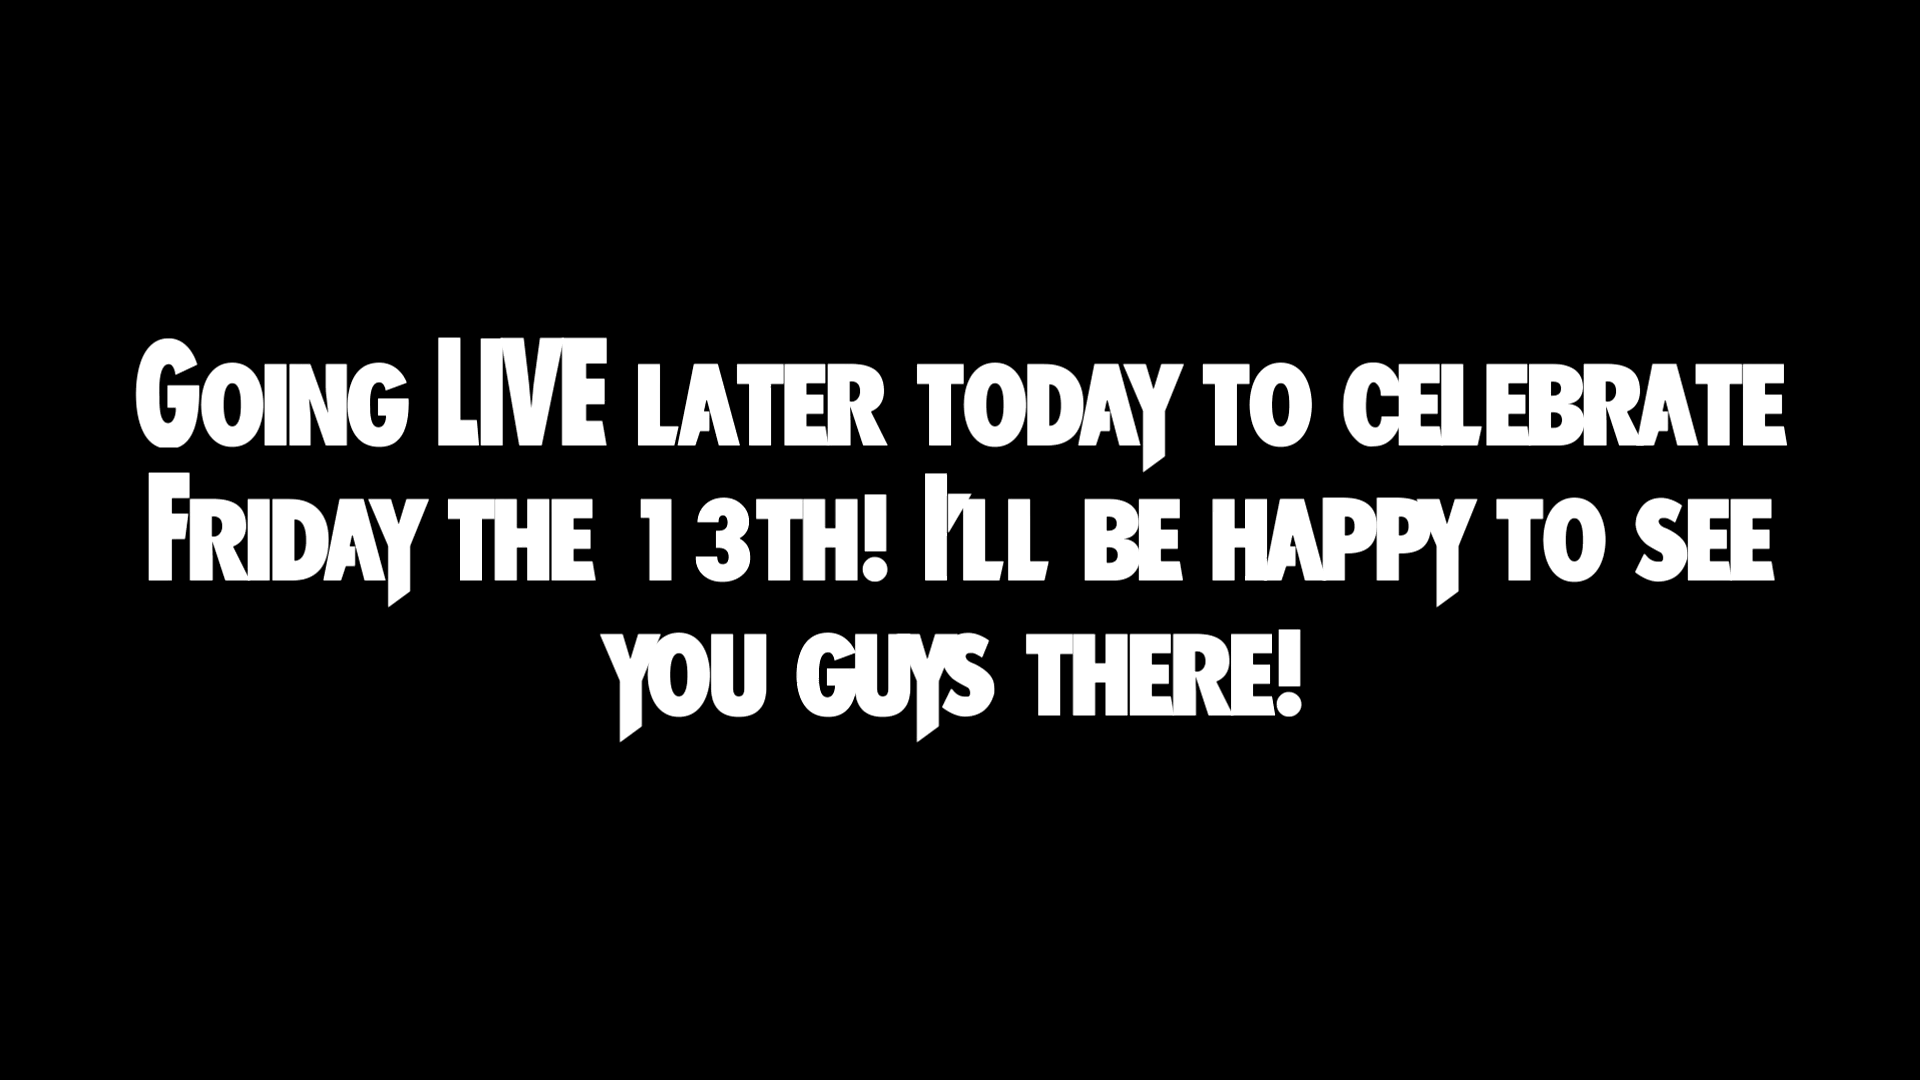 Going LIVE later today to celebrate
Friday the 13th! I'll be happy to see
you guys there!